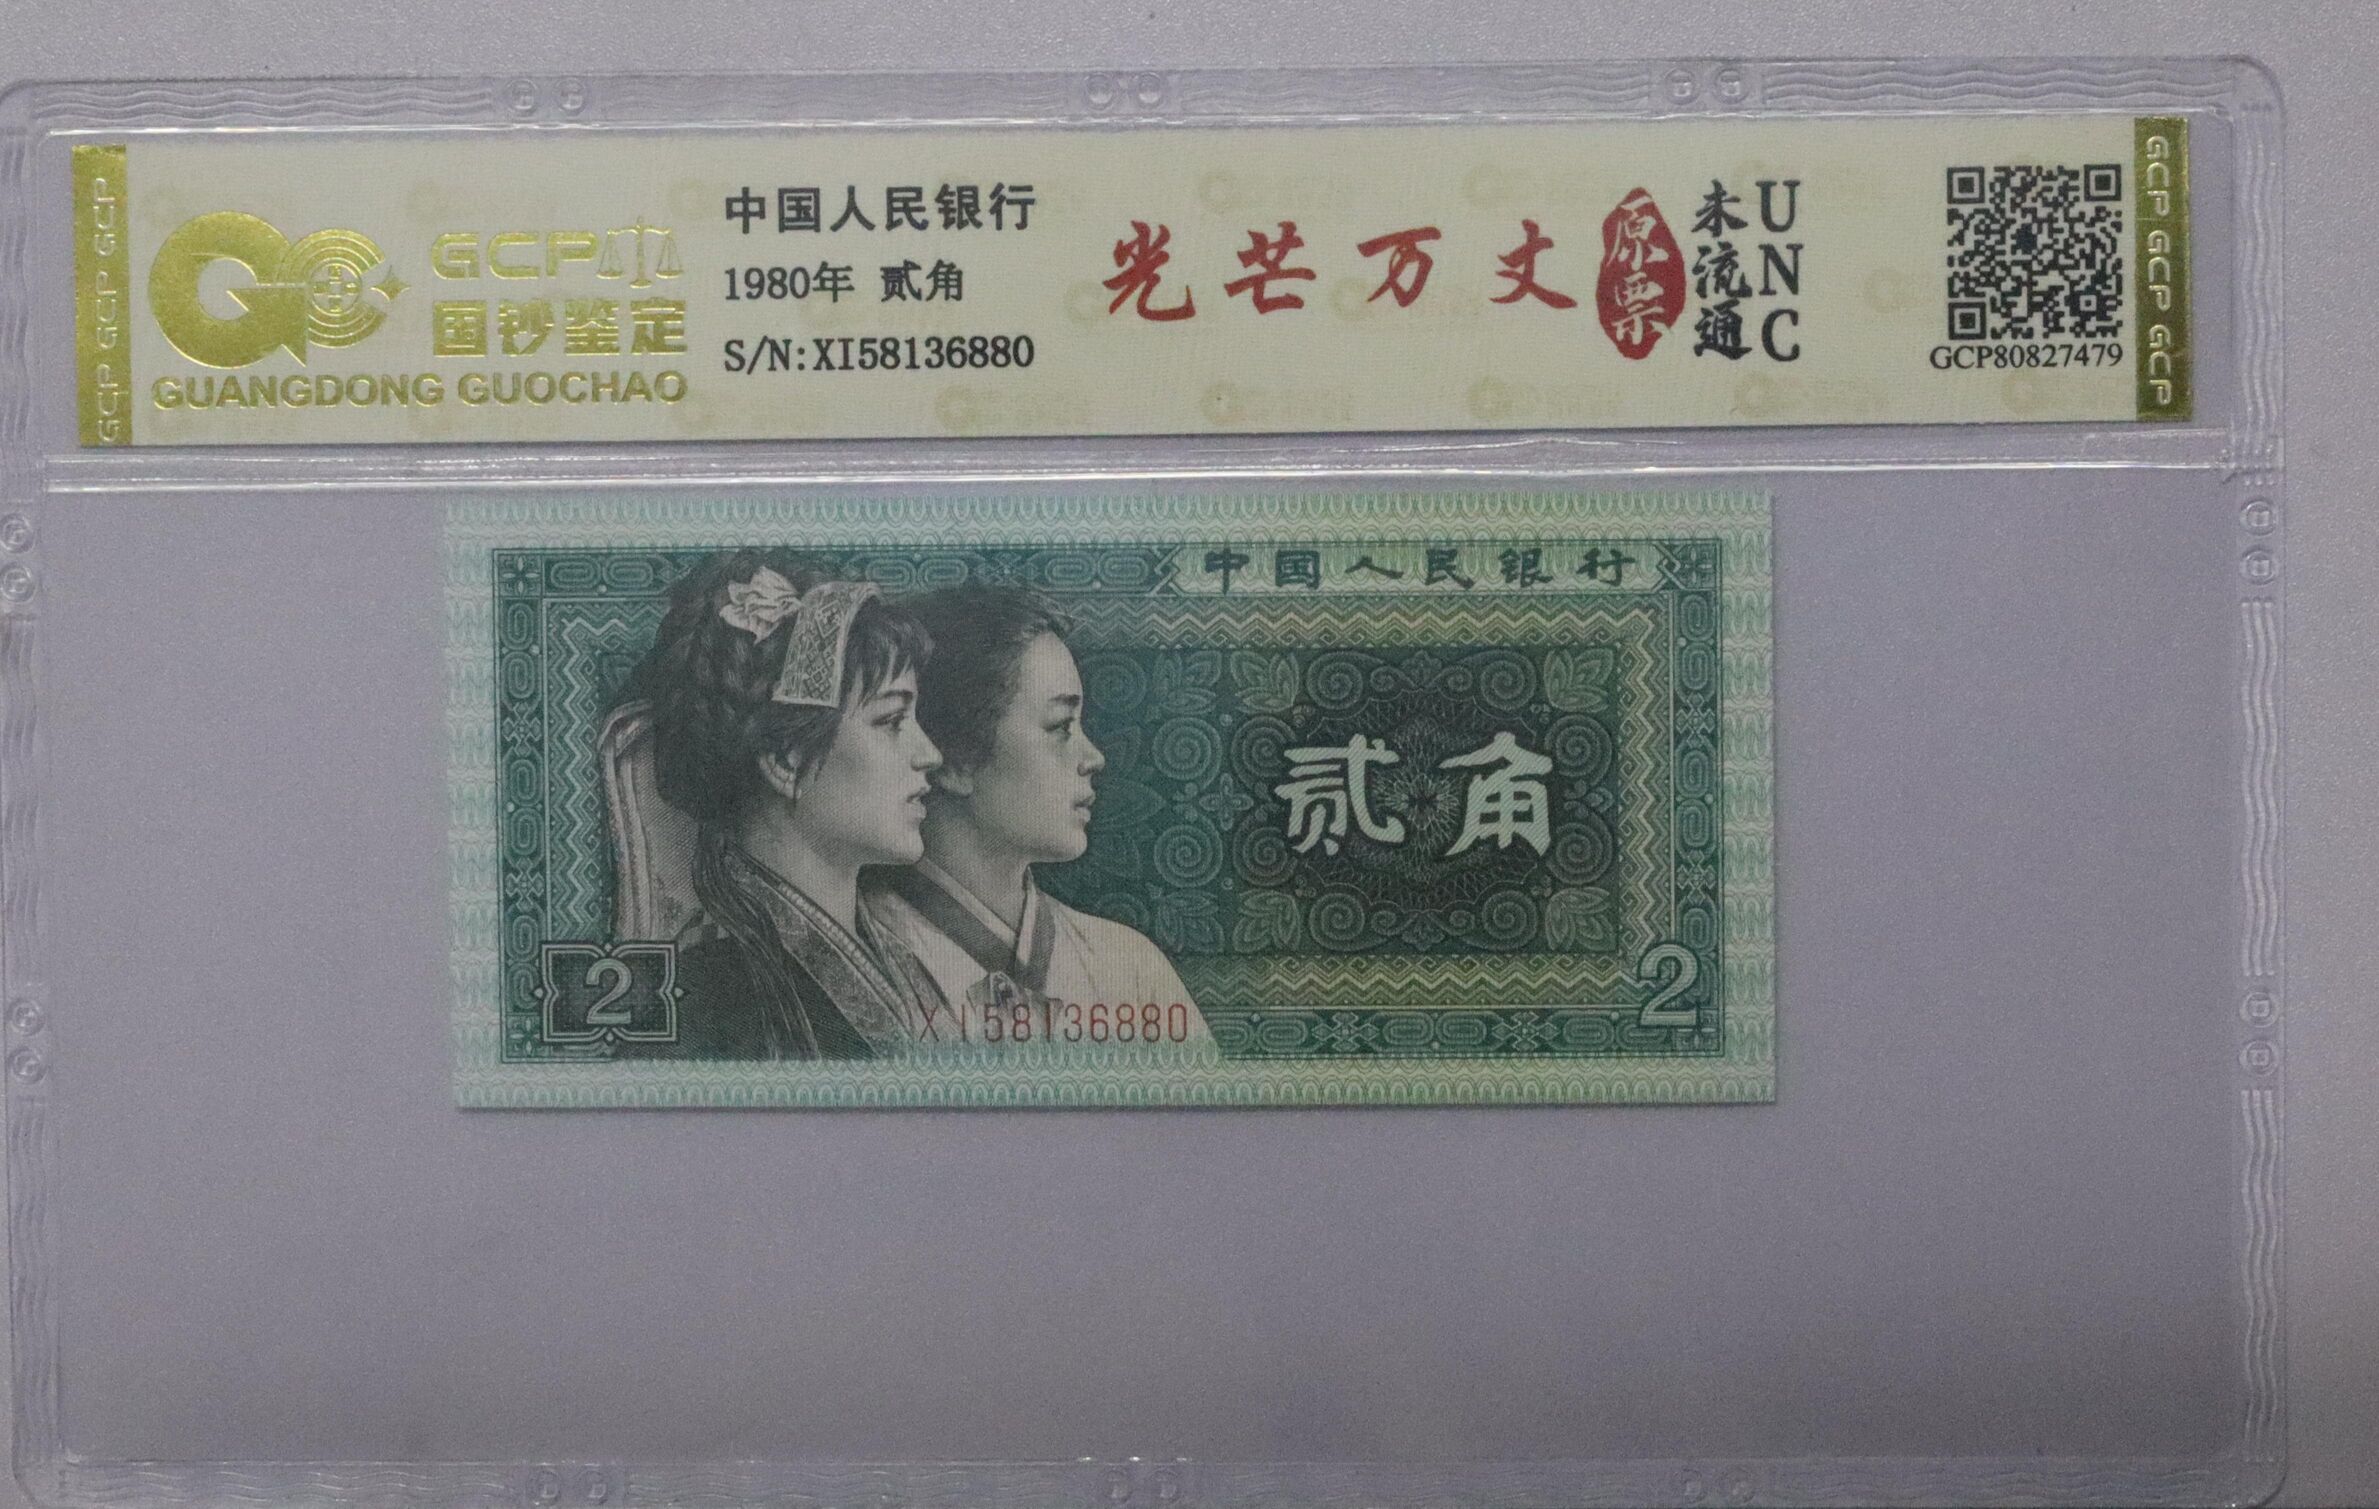 GCP GCP GCP
GCP
国钞鉴定
GUANGDONG GUOCHAO
中国人民银行
1980年 贰角
S/N:XI58136880
光芒万丈
原票
未流通
UNC
GCP80827479
GCP GCP GCP
中国人民银行
贰角
2
XI58136880
2